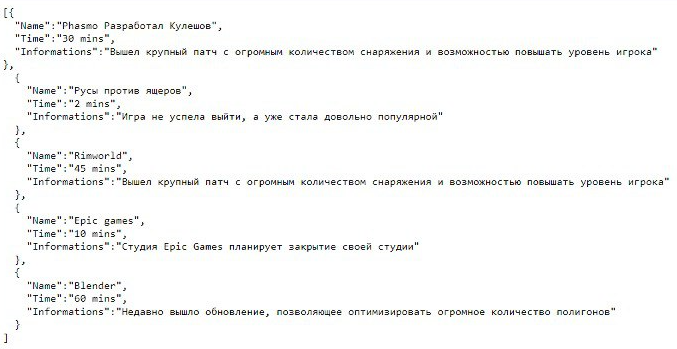 [{
"Name":"Phasmo Разработал Кулешов",
"Time":"30 mins",
"Informations":"Вышел крупный патч с огромным количеством снаряжения и возможностью повышать уровень игрока"
},
{
"Name":"Русы против ящеров",
"Time":"2 mins",
"Informations":"Игра не успела выйти, а уже стала довольно популярной"
},
{
"Name":"Rimworld",
"Time":"45 mins",
"Informations":"Вышел крупный патч с огромным количеством снаряжения и возможностью повышать уровень игрока"
},
{
"Name":"Epic games",
"Time":"10 mins",
"Informations":"Студия Epic Games планирует закрытие своей студии"
},
{
"Name":"Blender",
"Time":"60 mins",
"Informations":"Недавно вышло обновление, позволяющее оптимизировать огромное количество полигонов"
}
]